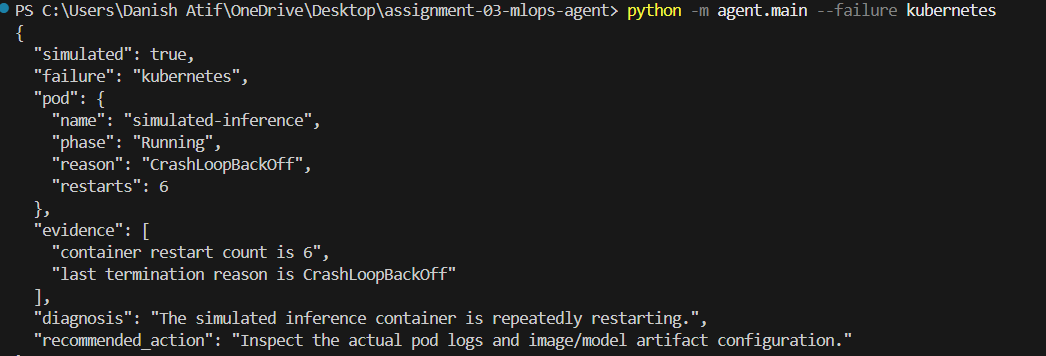 PS C:\Users\Danish Atif\OneDrive\Desktop\assignment-03-mlops-agent> python -m agent.main --failure kubernetes
{
  "simulated": true,
  "failure": "kubernetes",
  "pod": {
    "name": "simulated-inference",
    "phase": "Running",
    "reason": "CrashLoopBackOff",
    "restarts": 6
  },
  "evidence": [
    "container restart count is 6",
    "last termination reason is CrashLoopBackOff"
  ],
  "diagnosis": "The simulated inference container is repeatedly restarting.",
  "recommended_action": "Inspect the actual pod logs and image/model artifact configuration."